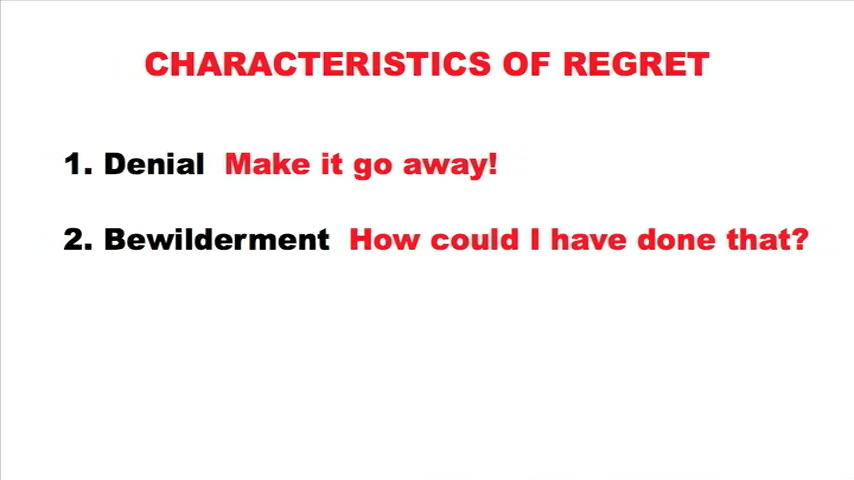 CHARACTERISTICS OF REGRET
1. Denial Make it go away!
2. Bewilderment How could I have done that?